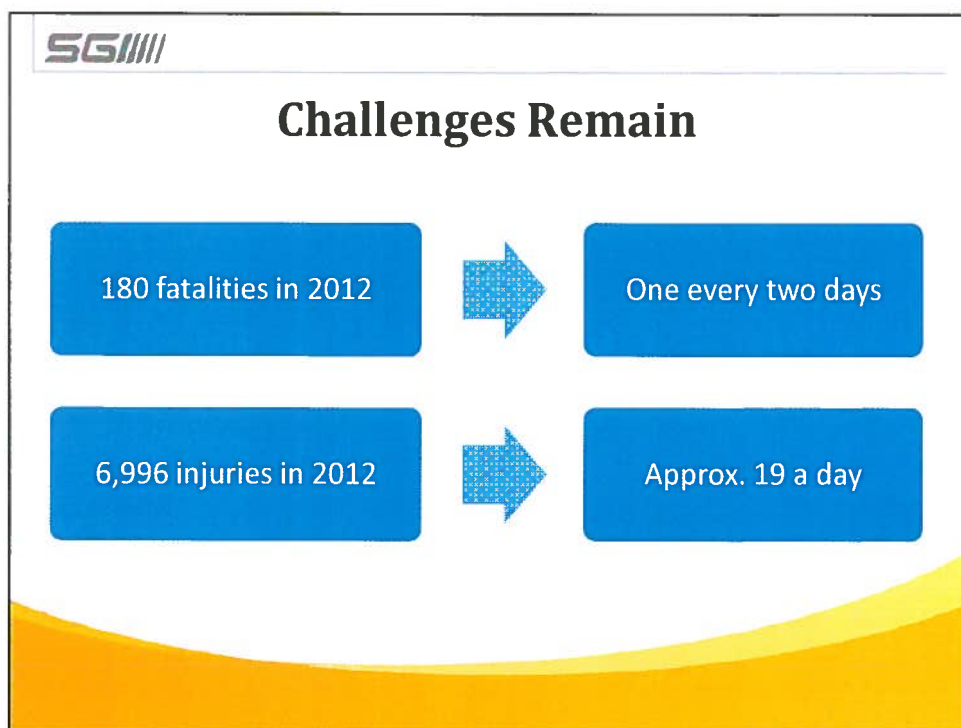 SGI
Challenges Remain
180 fatalities in 2012
One every two days
6,996 injuries in 2012
Approx. 19 a day